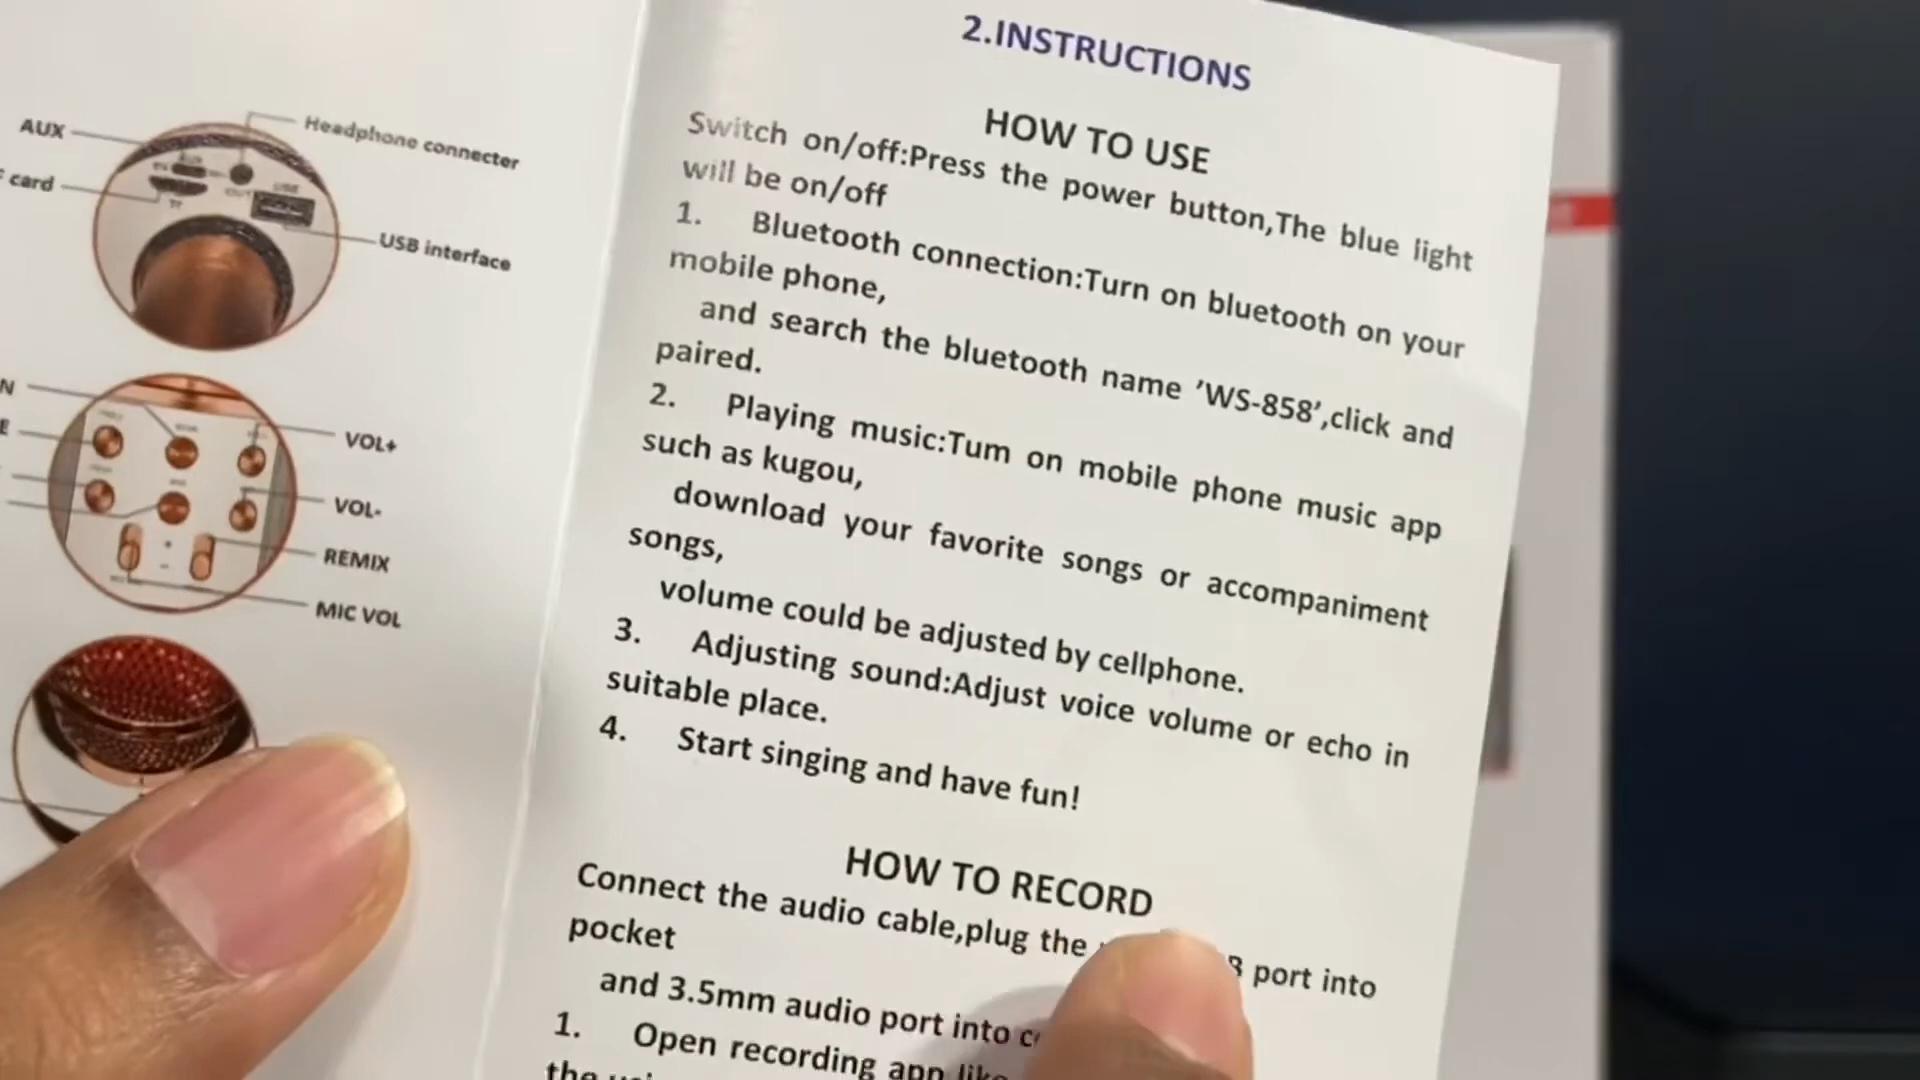 AUX
Headphone connecter
card
USB interface
VOL+
VOL-
REMIX
MIC VOL
2.INSTRUCTIONS
HOW TO USE
Switch on/off:Press the power button,The blue light
will be on/off
1. Bluetooth connection:Turn on bluetooth on your
mobile phone,
and search the bluetooth name 'WS-858',click and
paired.
2. Playing music:Tum on mobile phone music app
such as kugou,
download your favorite songs or accompaniment
songs,
volume could be adjusted by cellphone.
3. Adjusting sound:Adjust voice volume or echo in
suitable place.
4. Start singing and have fun!
HOW TO RECORD
Connect the audio cable,plug the port into
pocket
and 3.5mm audio port into
1. Open recording app like
the